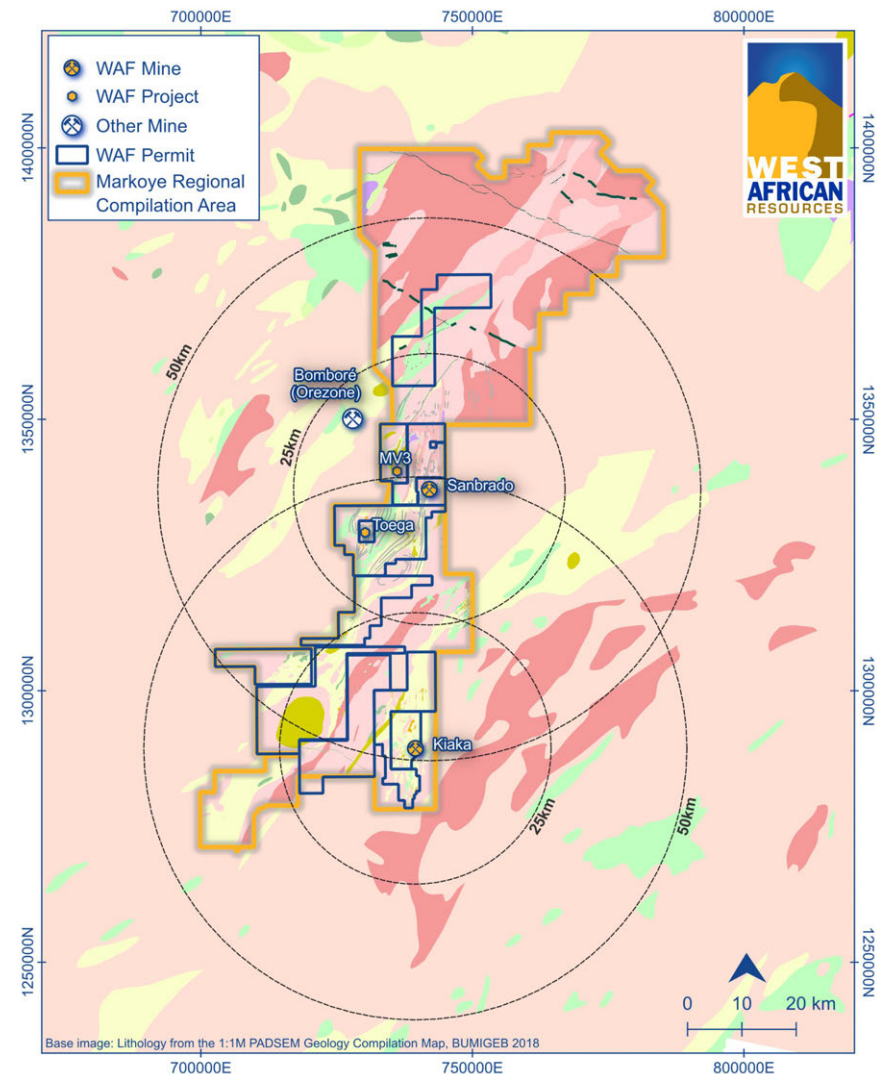 700000E
750000E
800000E
WAF Mine
WAF Project
Other Mine
WAF Permit
Markoye Regional
Compilation Area
WEST
AFRICAN
RESOURCES
1400000N
1400000N
50km
Bomboré
(Orezone)
1350000N
1350000N
25km
MV3
Sanbrado
Toega
1300000N
1300000N
Kiaka
25km
50km
1250000N
1250000N
0 10 20 km
Base image: Lithology from the 1:1M PADSEM Geology Compilation Map, BUMIGEB 2018
700000E
750000E
800000E